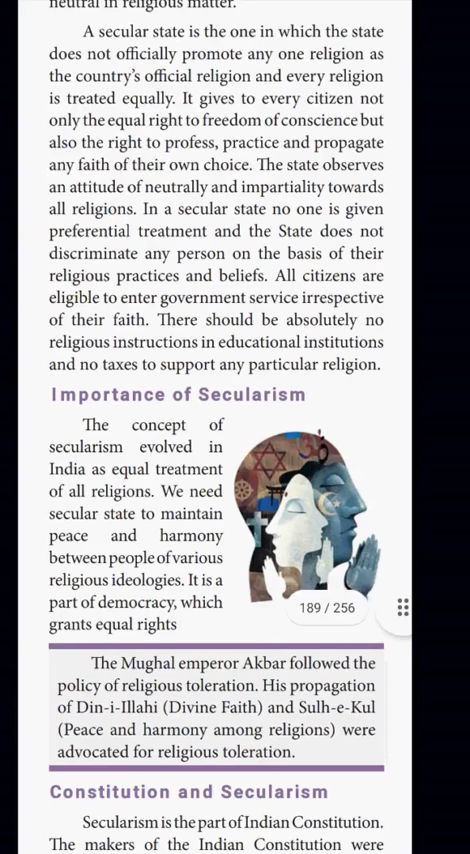 neutral in religious matter.
A secular state is the one in which the state
does not officially promote any one religion as
the country's official religion and every religion
is treated equally. It gives to every citizen not
only the equal right to freedom of conscience but
also the right to profess, practice and propagate
any faith of their own choice. The state observes
an attitude of neutrally and impartiality towards
all religions. In a secular state no one is given
preferential treatment and the State does not
discriminate any person on the basis of their
religious practices and beliefs. All citizens are
eligible to enter government service irrespective
of their faith. There should be absolutely no
religious instructions in educational institutions
and no taxes to support any particular religion.
Importance of Secularism
The concept of
secularism evolved in
India as equal treatment
of all religions. We need
secular state to maintain
peace and harmony
between people of various
religious ideologies. It is a
part of democracy, which
grants equal rights
189 / 256
The Mughal emperor Akbar followed the
policy of religious toleration. His propagation
of Din-i-Illahi (Divine Faith) and Sulh-e-Kul
(Peace and harmony among religions) were
advocated for religious toleration.
Constitution and Secularism
Secularism is the part of Indian Constitution.
The makers of the Indian Constitution were